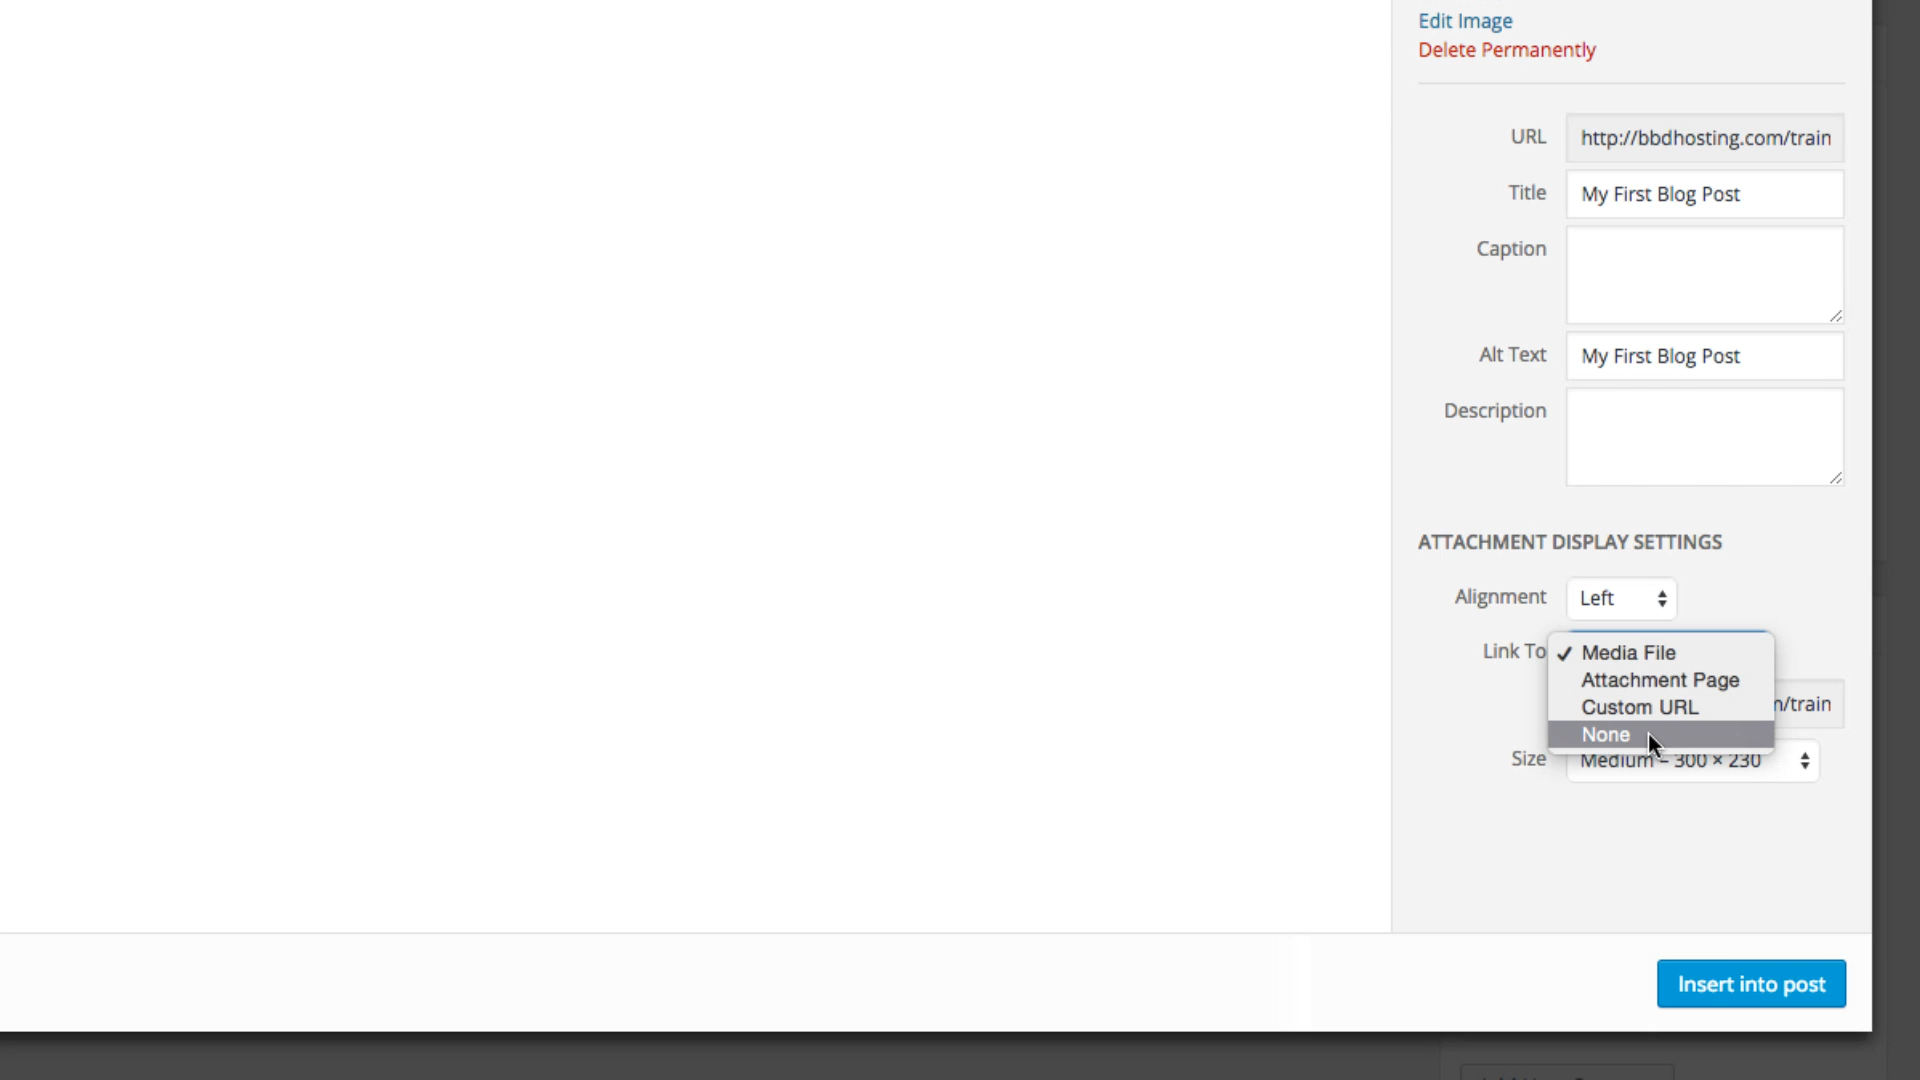 Edit Image
Delete Permanently
URL http://bbdhosting.com/train
Title My First Blog Post
Caption
Alt Text My First Blog Post
Description
ATTACHMENT DISPLAY SETTINGS
Alignment Left
Link To ✓ Media File
Attachment Page
Custom URL m/train
None
Size Medium – 300 × 230
Insert into post